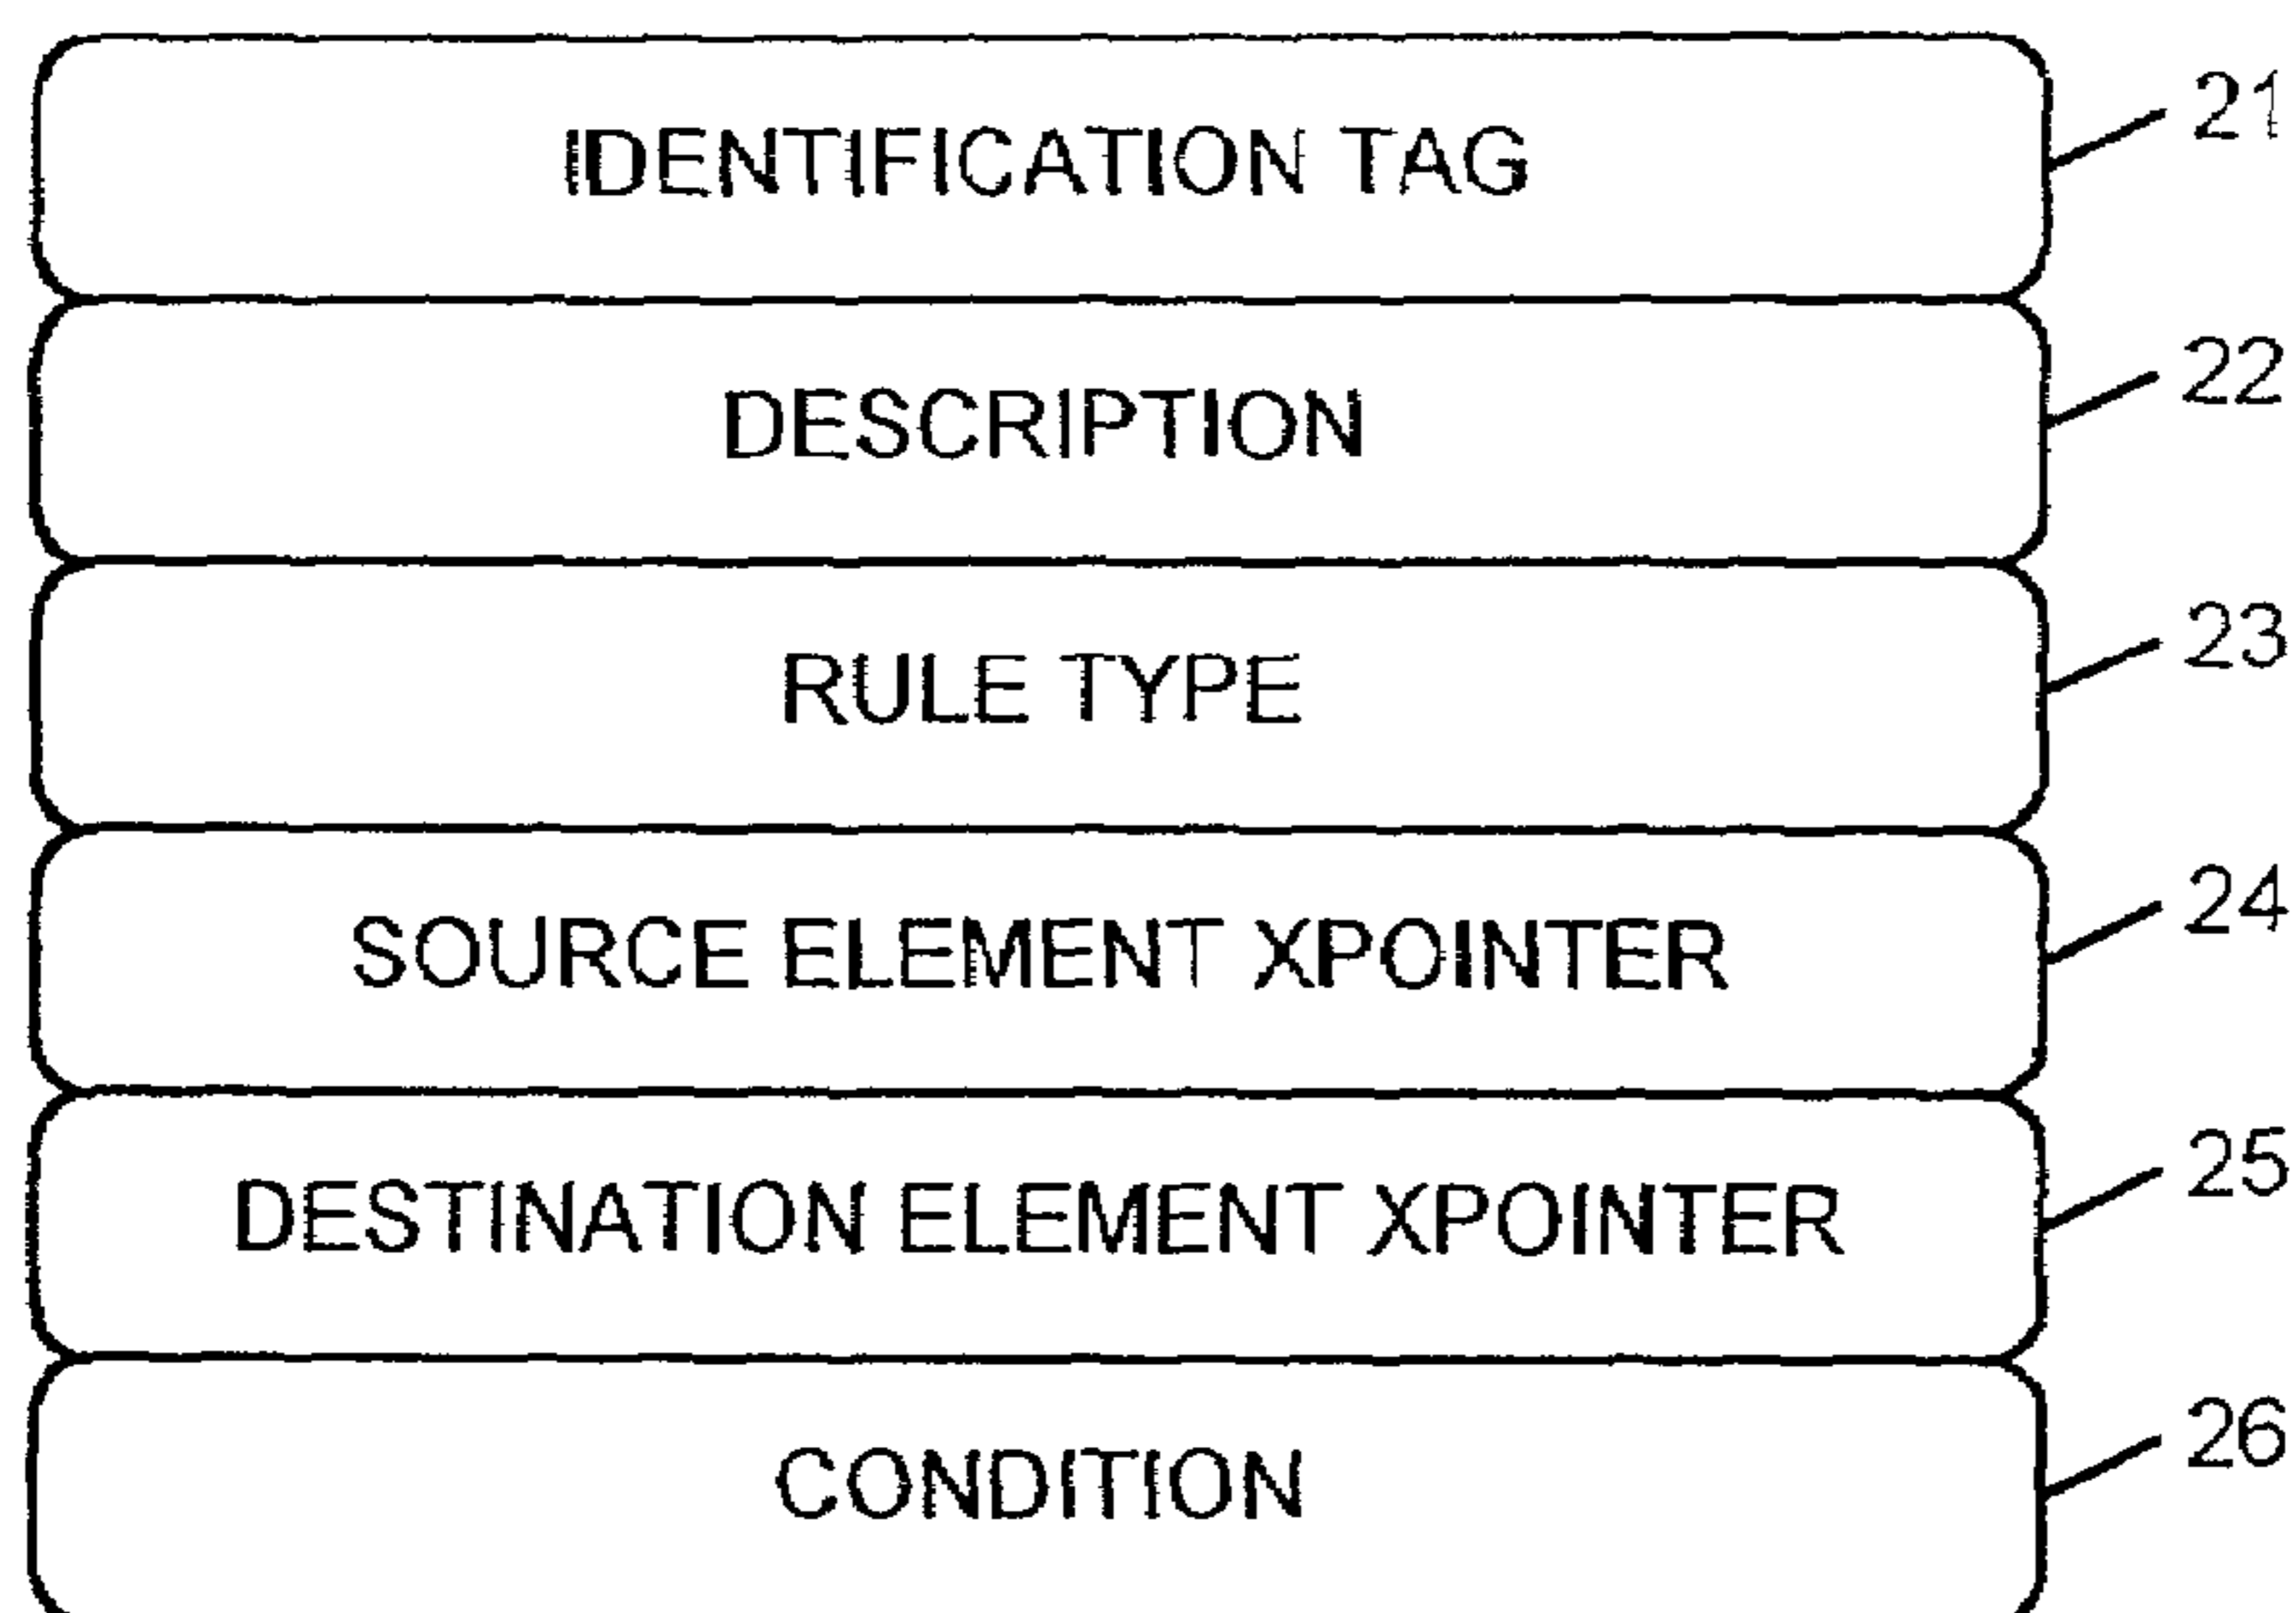 IDENTIFICATION TAG 21
DESCRIPTION 22
RULE TYPE 23
SOURCE ELEMENT XPOINTER 24
DESTINATION ELEMENT XPOINTER 25
CONDITION 26